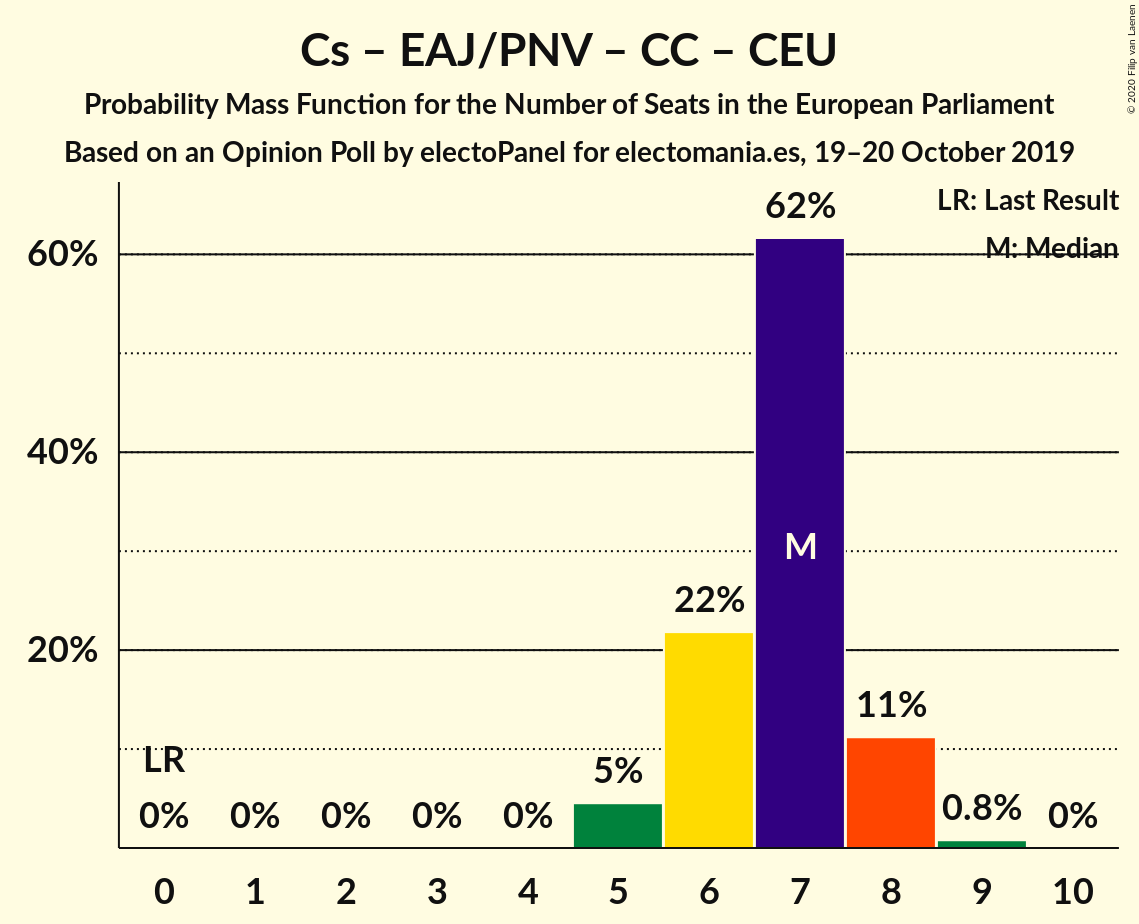 Cs – EAJ/PNV – CC – CEU
Probability Mass Function for the Number of Seats in the European Parliament
Based on an Opinion Poll by electoPanel for electomania.es, 19–20 October 2019
© 2020 Filip van Laenen
LR: Last Result
M: Median
62%
60%
40%
M
22%
20%
11%
LR
5%
0.8%
0% 0% 0% 0% 0% 0%
0 1 2 3 4 5 6 7 8 9 10